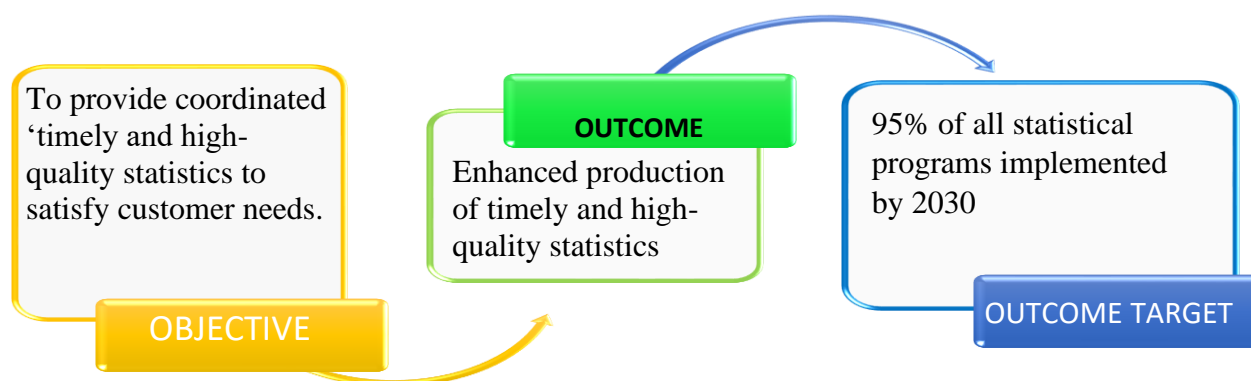 To provide coordinated
‘timely and high-
quality statistics to
satisfy customer needs.
OBJECTIVE
OUTCOME
Enhanced production
of timely and high-
quality statistics
95% of all statistical
programs implemented
by 2030
OUTCOME TARGET